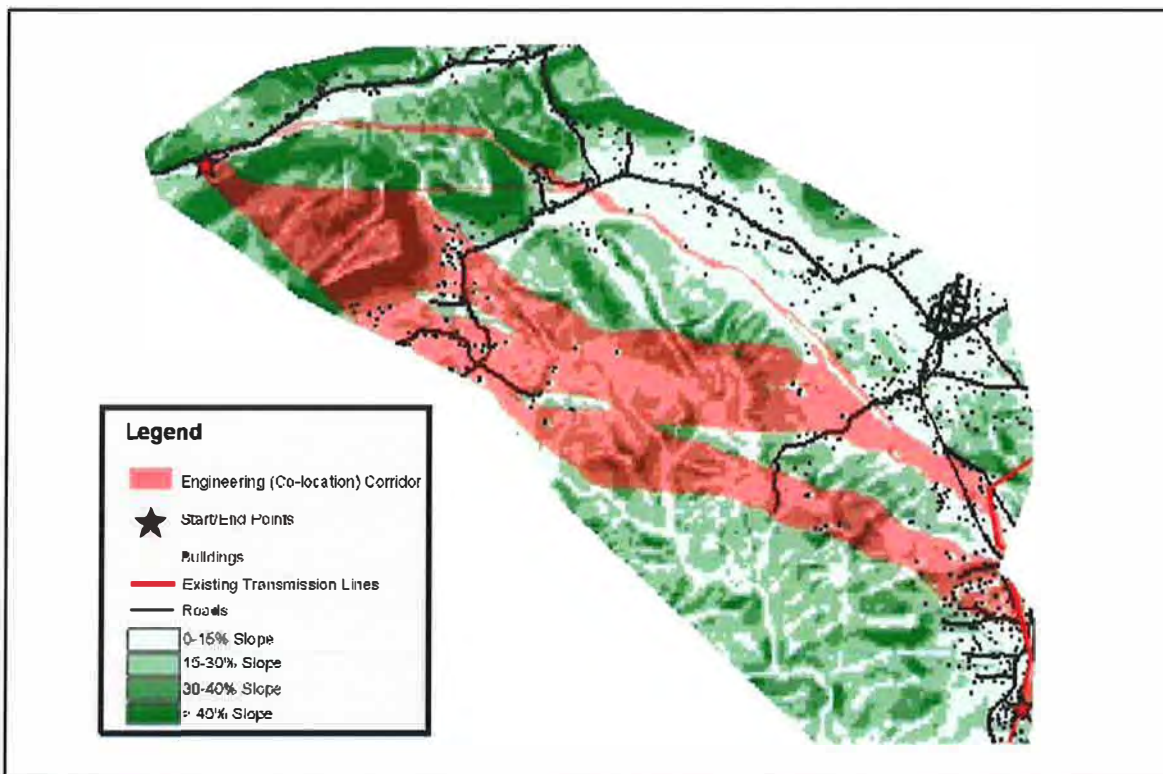 Legend
Engineering (Co-location) Corridor
Start/End Points
Buildings
Existing Transmission Lines
Roads
0-15% Slope
15-30% Slope
30-40% Slope
> 40% Slope